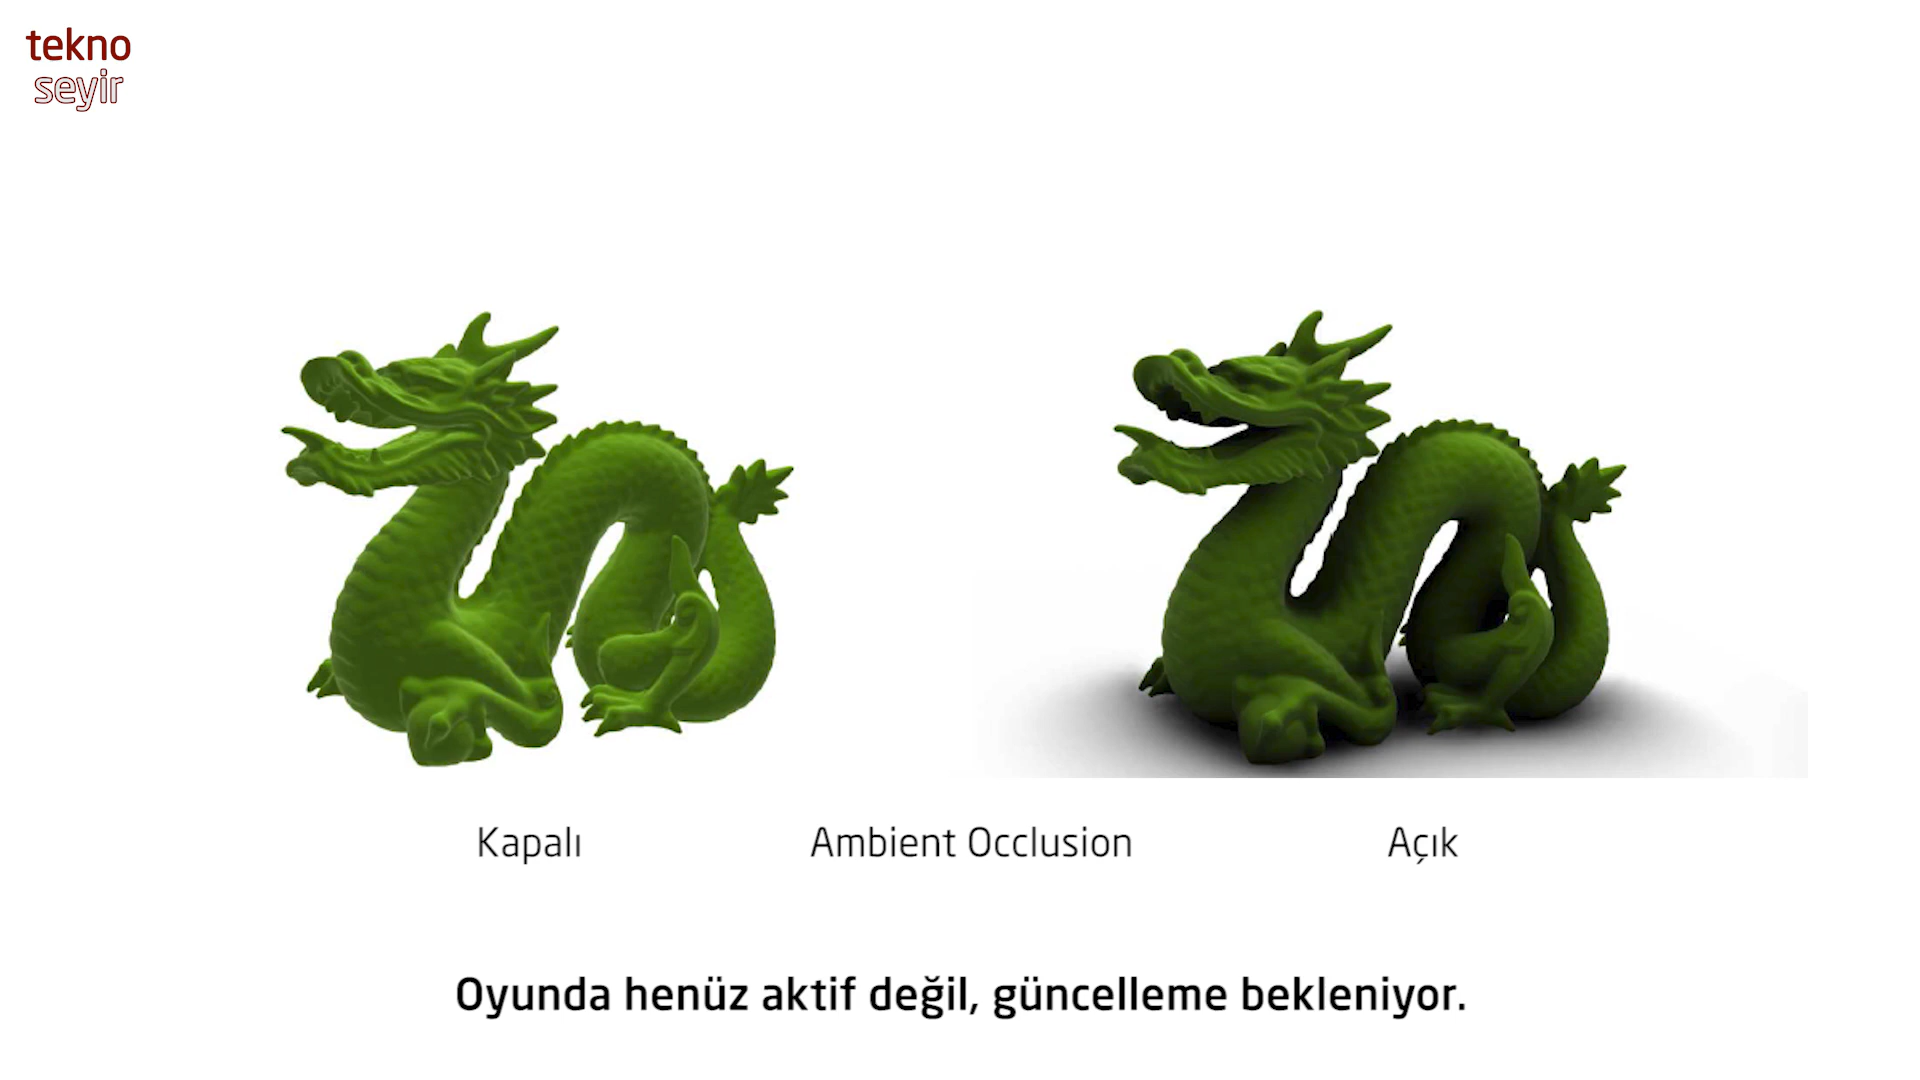 tekno
seyir
Kapalı Ambient Occlusion Açık
Oyunda henüz aktif değil, güncelleme bekleniyor.